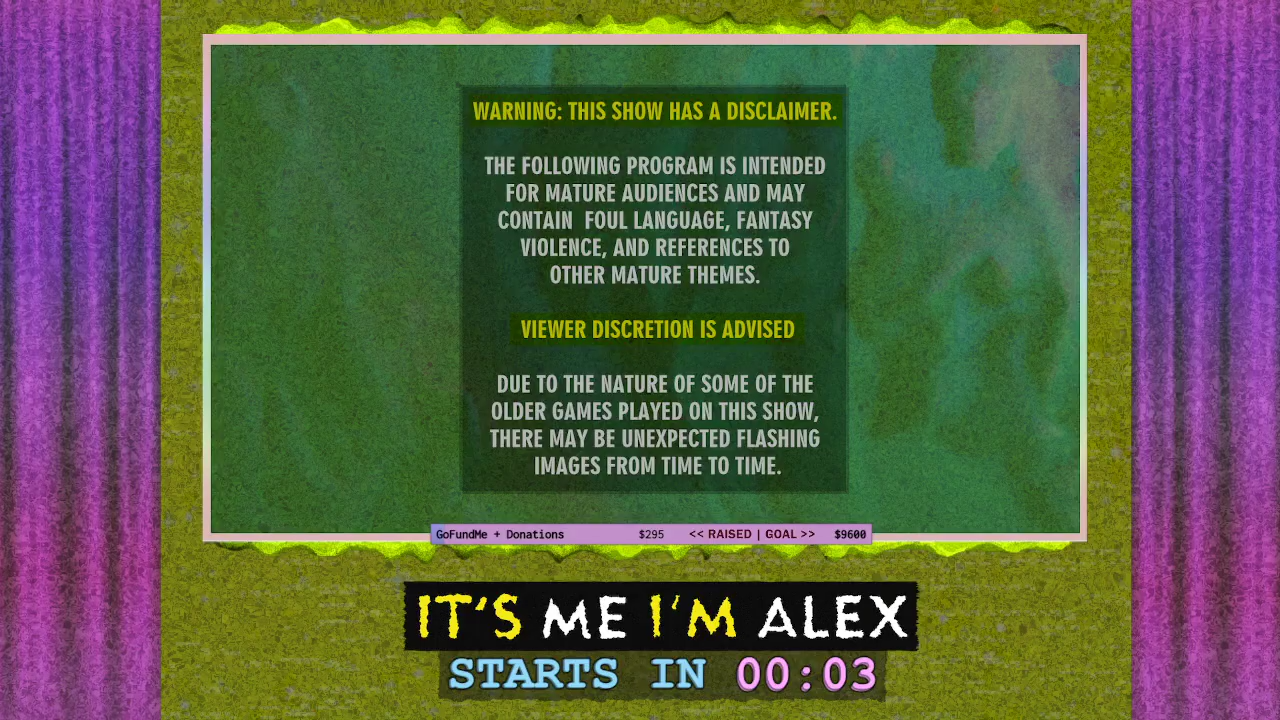 WARNING: THIS SHOW HAS A DISCLAIMER.
THE FOLLOWING PROGRAM IS INTENDED
FOR MATURE AUDIENCES AND MAY
CONTAIN FOUL LANGUAGE, FANTASY
VIOLENCE, AND REFERENCES TO
OTHER MATURE THEMES.
VIEWER DISCRETION IS ADVISED
DUE TO THE NATURE OF SOME OF THE
OLDER GAMES PLAYED ON THIS SHOW,
THERE MAY BE UNEXPECTED FLASHING
IMAGES FROM TIME TO TIME.
GoFundMe + Donations $295 << RAISED | GOAL >> $9600
IT'S ME I'M ALEX
STARTS IN 00:03